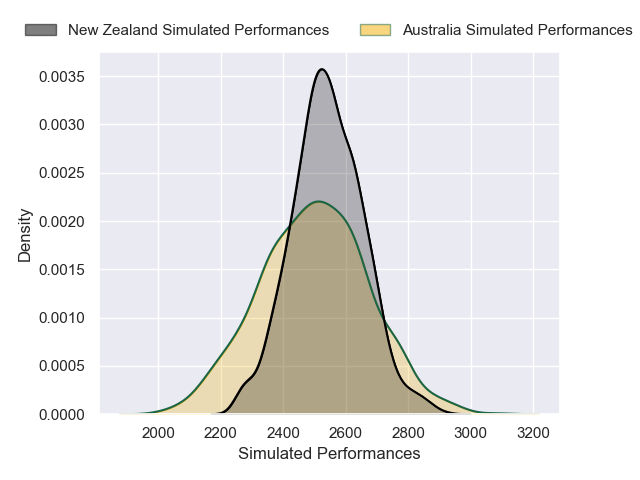 New Zealand Simulated Performances Australia Simulated Performances
0.0035
0.0030
0.0025
0.0020
0.0015
0.0010
0.0005
0.0000
Density
2000 2200 2400 2600 2800 3000 3200
Simulated Performances